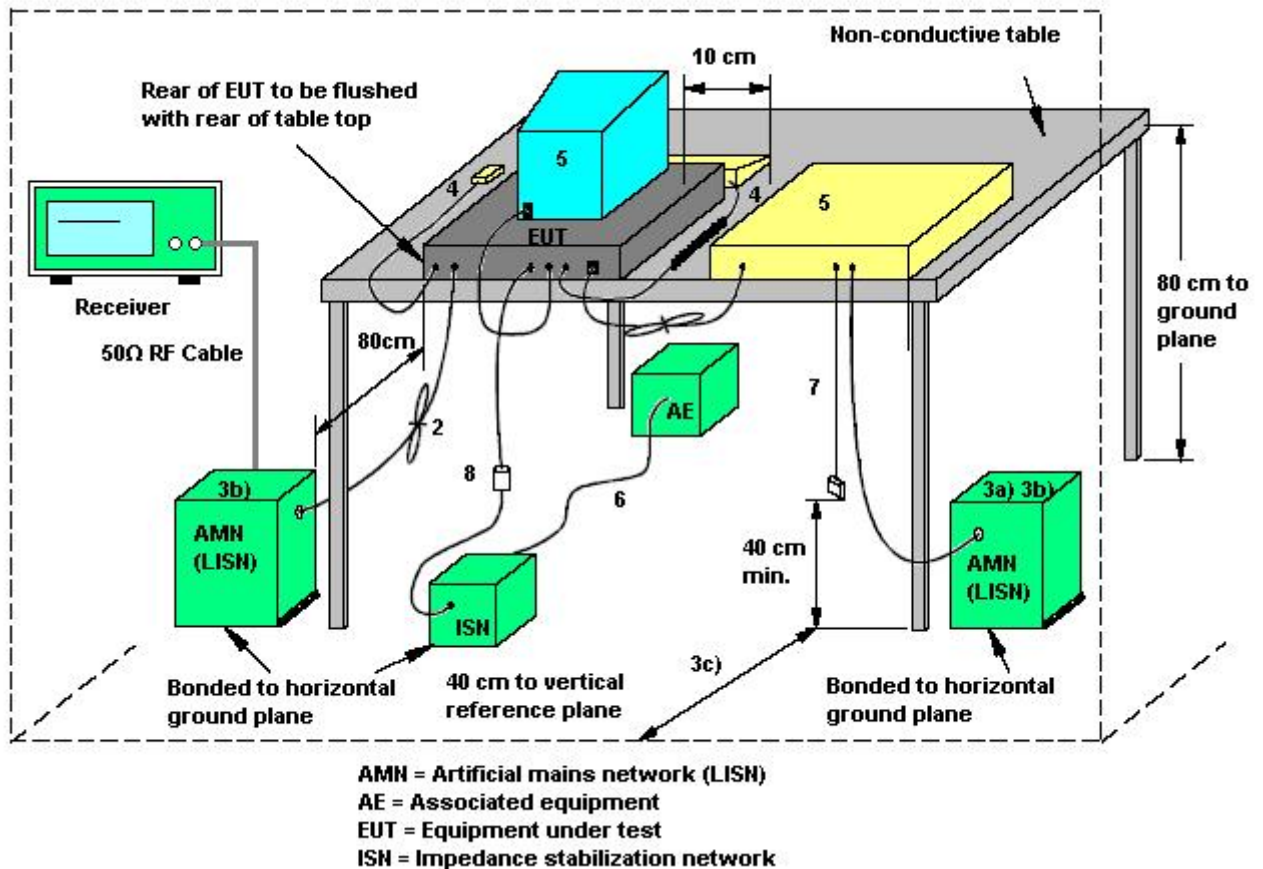 Non-conductive table
10 cm
Rear of EUT to be flushed
with rear of table top
5
4
4
5
EUT
Receiver
80 cm to
ground
plane
50Ω RF Cable
80cm
7
AE
2
8
3b)
6
3a) 3b)
AMN
(LISN)
40 cm
min.
AMN
(LISN)
ISN
3c)
Bonded to horizontal
ground plane
40 cm to vertical
reference plane
Bonded to horizontal
ground plane
AMN = Artificial mains network (LISN)
AE = Associated equipment
EUT = Equipment under test
ISN = Impedance stabilization network